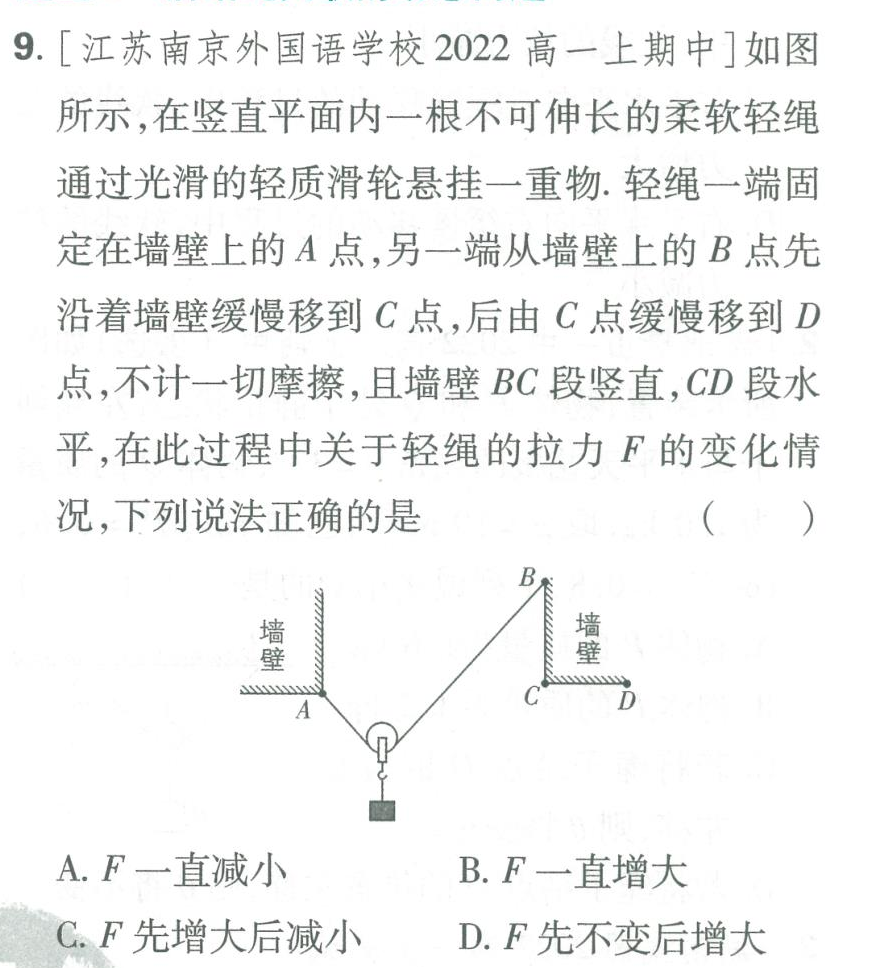 9. [江苏南京外国语学校 2022 高一上期中]如图
所示,在竖直平面内一根不可伸长的柔软轻绳
通过光滑的轻质滑轮悬挂一重物. 轻绳一端固
定在墙壁上的 A 点,另一端从墙壁上的 B 点先
沿着墙壁缓慢移到 C 点,后由 C 点缓慢移到 D
点,不计一切摩擦,且墙壁 BC 段竖直,CD 段水
平,在此过程中关于轻绳的拉力 F 的变化情
况,下列说法正确的是 ( )
B
墙壁
墙壁
A
C
D
A. F 一直减小 B. F 一直增大
C. F 先增大后减小 D. F 先不变后增大